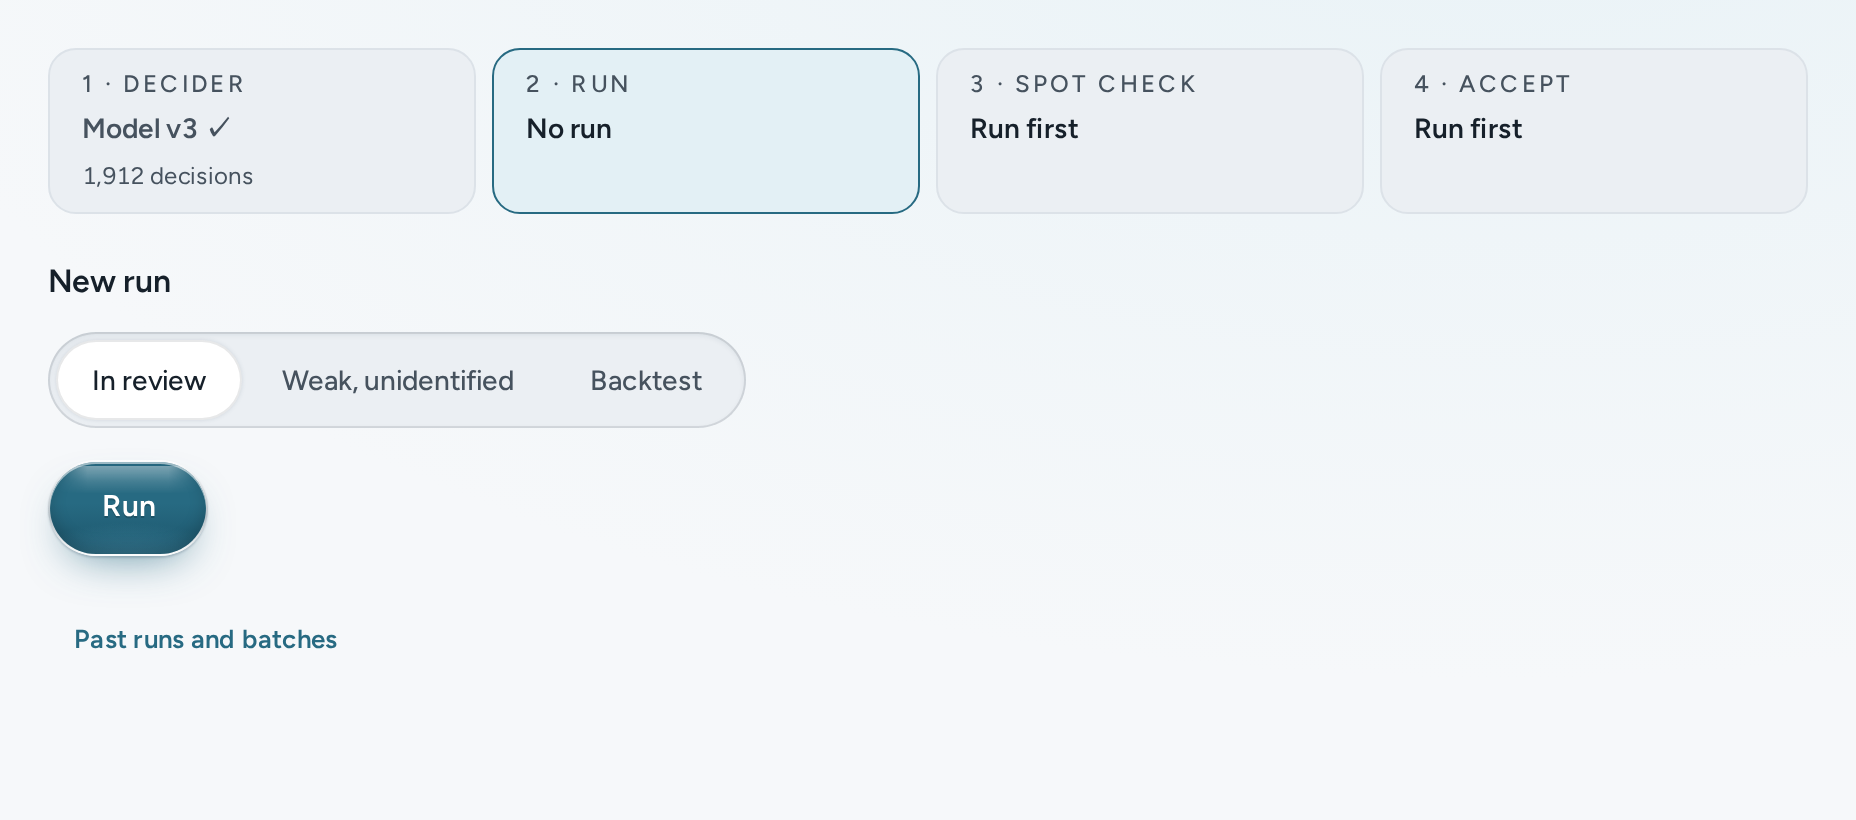 1 · DECIDER
Model v3 ✓
1,912 decisions
2 · RUN
No run
3 · SPOT CHECK
Run first
4 · ACCEPT
Run first
New run
In review
Weak, unidentified
Backtest
Run
Past runs and batches